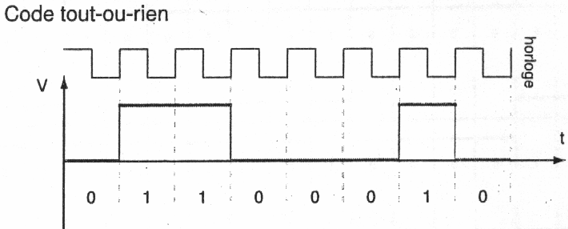 Code tout-ou-rien
horloge
V
t
0 1 1 0 0 0 1 0